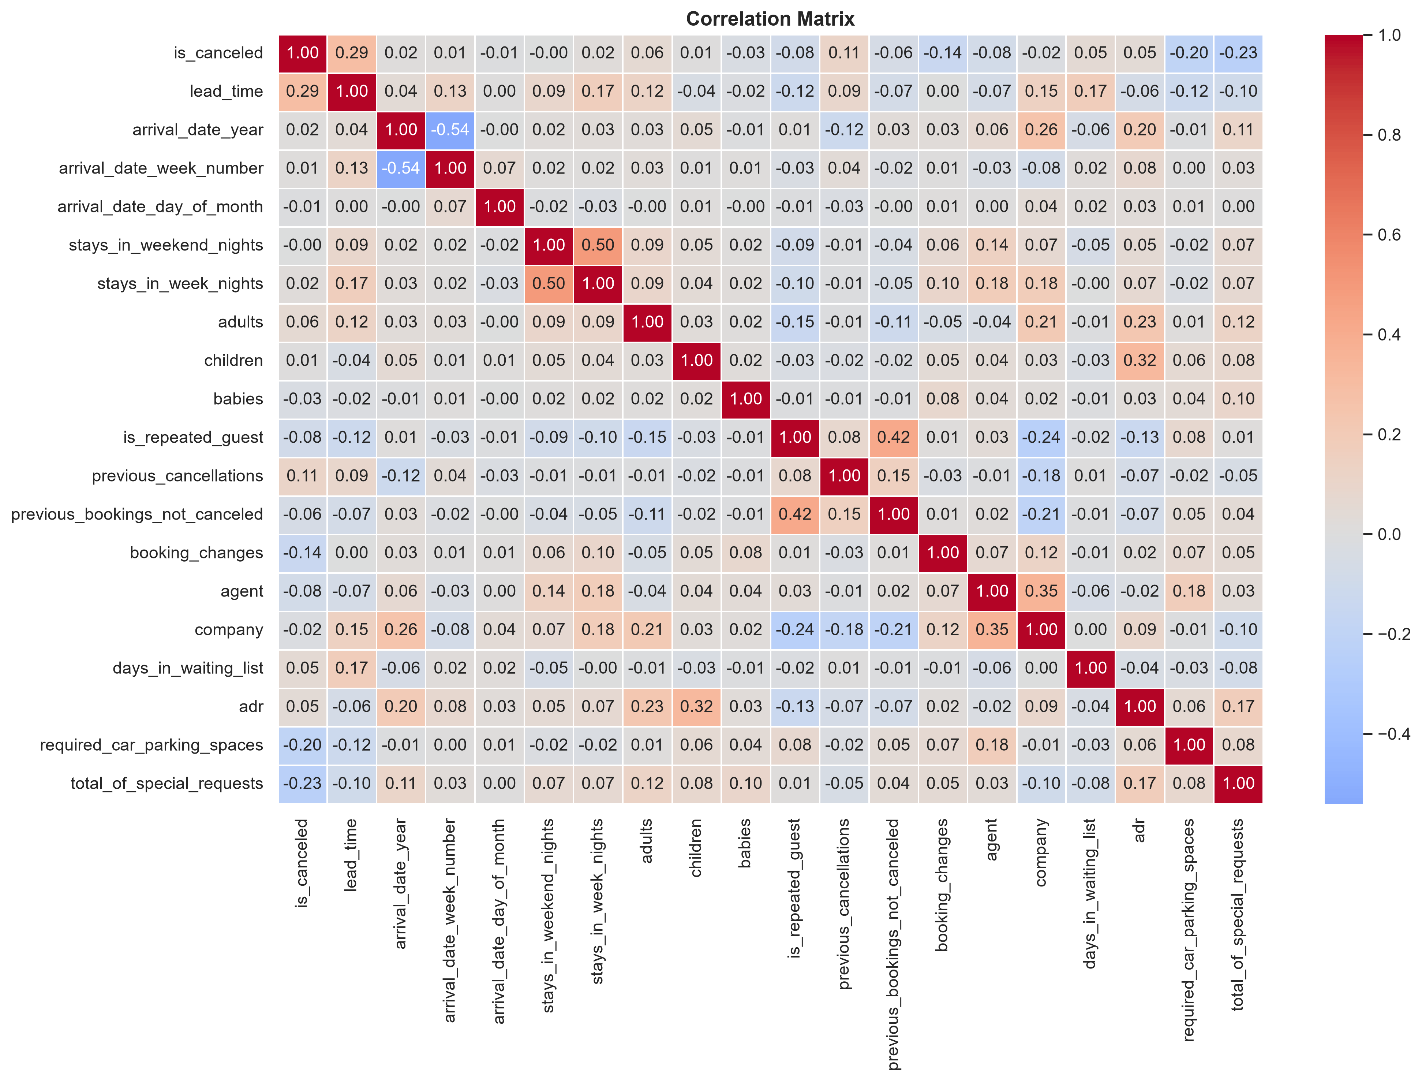 Correlation Matrix
is_canceled 1.00 0.29 0.02 0.01 -0.01 -0.00 0.02 0.06 0.01 -0.03 -0.08 0.11 -0.06 -0.14 -0.08 -0.02 0.05 0.05 -0.20 -0.23
lead_time 0.29 1.00 0.04 0.13 0.00 0.09 0.17 0.12 -0.04 -0.02 -0.12 0.09 -0.07 0.00 -0.07 0.15 0.17 -0.06 -0.12 -0.10
arrival_date_year 0.02 0.04 1.00 -0.54 -0.00 0.02 0.03 0.03 0.05 -0.01 0.01 -0.12 0.03 0.03 0.06 0.26 -0.06 0.20 -0.01 0.11
arrival_date_week_number 0.01 0.13 -0.54 1.00 0.07 0.02 0.02 0.03 0.01 0.01 -0.03 0.04 -0.02 0.01 -0.03 -0.08 0.02 0.08 0.00 0.03
arrival_date_day_of_month -0.01 0.00 -0.00 0.07 1.00 -0.02 -0.03 -0.00 0.01 -0.00 -0.01 -0.03 -0.00 0.01 0.00 0.04 0.02 0.03 0.01 0.00
stays_in_weekend_nights -0.00 0.09 0.02 0.02 -0.02 1.00 0.50 0.09 0.05 0.02 -0.09 -0.01 -0.04 0.06 0.14 0.07 -0.05 0.05 -0.02 0.07
stays_in_week_nights 0.02 0.17 0.03 0.02 -0.03 0.50 1.00 0.09 0.04 0.02 -0.10 -0.01 -0.05 0.10 0.18 0.18 -0.00 0.07 -0.02 0.07
adults 0.06 0.12 0.03 0.03 -0.00 0.09 0.09 1.00 0.03 0.02 -0.15 -0.01 -0.11 -0.05 -0.04 0.21 -0.01 0.23 0.01 0.12
children 0.01 -0.04 0.05 0.01 0.01 0.05 0.04 0.03 1.00 0.02 -0.03 -0.02 -0.02 0.05 0.04 0.03 -0.03 0.32 0.06 0.08
babies -0.03 -0.02 -0.01 0.01 -0.00 0.02 0.02 0.02 0.02 1.00 -0.01 -0.01 -0.01 0.08 0.04 0.02 -0.01 0.03 0.04 0.10
is_repeated_guest -0.08 -0.12 0.01 -0.03 -0.01 -0.09 -0.10 -0.15 -0.03 -0.01 1.00 0.08 0.42 0.01 0.03 -0.24 -0.02 -0.13 0.08 0.01
previous_cancellations 0.11 0.09 -0.12 0.04 -0.03 -0.01 -0.01 -0.01 -0.02 -0.01 0.08 1.00 0.15 -0.03 -0.01 -0.18 0.01 -0.07 -0.02 -0.05
previous_bookings_not_canceled -0.06 -0.07 0.03 -0.02 -0.00 -0.04 -0.05 -0.11 -0.02 -0.01 0.42 0.15 1.00 0.01 0.02 -0.21 -0.01 -0.07 0.05 0.04
booking_changes -0.14 0.00 0.03 0.01 0.01 0.06 0.10 -0.05 0.05 0.08 0.01 -0.03 0.01 1.00 0.07 0.12 -0.01 0.02 0.07 0.05
agent -0.08 -0.07 0.06 -0.03 0.00 0.14 0.18 -0.04 0.04 0.04 0.03 -0.01 0.02 0.07 1.00 0.35 -0.06 -0.02 0.18 0.03
company -0.02 0.15 0.26 -0.08 0.04 0.07 0.18 0.21 0.03 0.02 -0.24 -0.18 -0.21 0.12 0.35 1.00 0.00 0.09 -0.01 -0.10
days_in_waiting_list 0.05 0.17 -0.06 0.02 0.02 -0.05 -0.00 -0.01 -0.03 -0.01 -0.02 0.01 -0.01 -0.01 -0.06 0.00 1.00 -0.04 -0.03 -0.08
adr 0.05 -0.06 0.20 0.08 0.03 0.05 0.07 0.23 0.32 0.03 -0.13 -0.07 -0.07 0.02 -0.02 0.09 -0.04 1.00 0.06 0.17
required_car_parking_spaces -0.20 -0.12 -0.01 0.00 0.01 -0.02 -0.02 0.01 0.06 0.04 0.08 -0.02 0.05 0.07 0.18 -0.01 -0.03 0.06 1.00 0.08
total_of_special_requests -0.23 -0.10 0.11 0.03 0.00 0.07 0.07 0.12 0.08 0.10 0.01 -0.05 0.04 0.05 0.03 -0.10 -0.08 0.17 0.08 1.00
is_canceled
lead_time
arrival_date_year
arrival_date_week_number
arrival_date_day_of_month
stays_in_weekend_nights
stays_in_week_nights
adults
children
babies
is_repeated_guest
previous_cancellations
previous_bookings_not_canceled
booking_changes
agent
company
days_in_waiting_list
adr
required_car_parking_spaces
total_of_special_requests
1.0
0.8
0.6
0.4
0.2
0.0
−0.2
−0.4